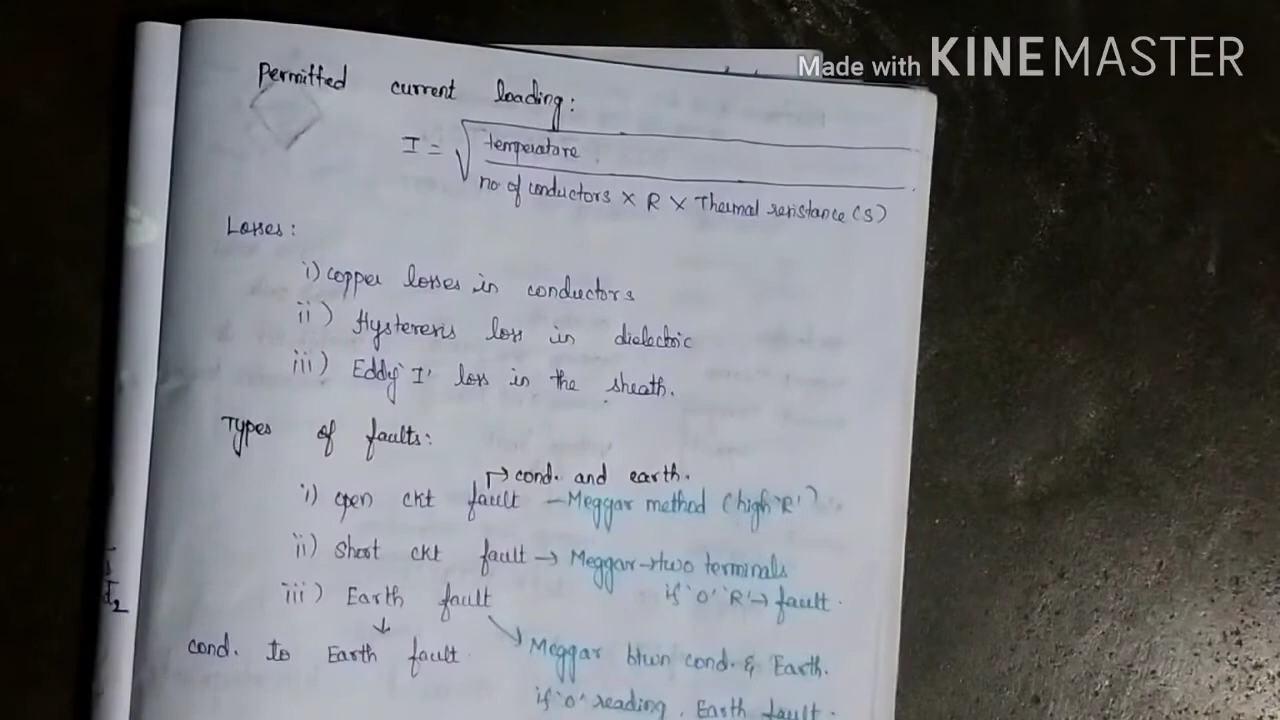 Made with KINEMASTER
Permitted current loading:
I = √ temperature
no of conductors × R × Thermal resistance (S)
Losses:
i) copper losses in conductors
ii) Hysteresis loss in dielectric
iii) Eddy 'I' loss in the sheath.
Types of faults:
↱→ cond. and earth.
i) open ckt fault – Meggar method (high 'R')
ii) Short ckt fault → Meggar → two terminals
if '0' 'R' → fault.
iii) Earth fault
cond. to Earth fault
Meggar btwn cond. & Earth.
if '0' reading, Earth fault.
I2